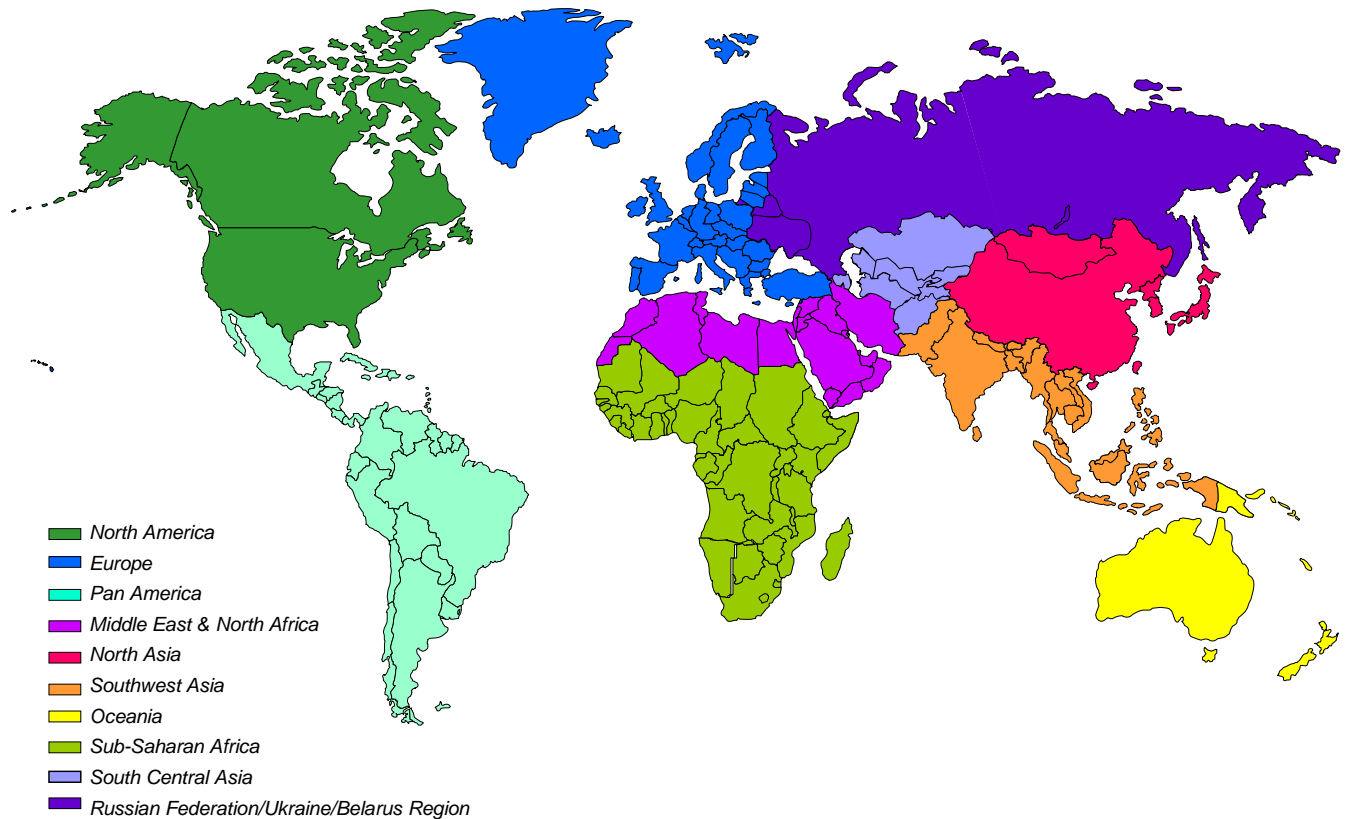 North America
Europe
Pan America
Middle East & North Africa
North Asia
Southwest Asia
Oceania
Sub-Saharan Africa
South Central Asia
Russian Federation/Ukraine/Belarus Region